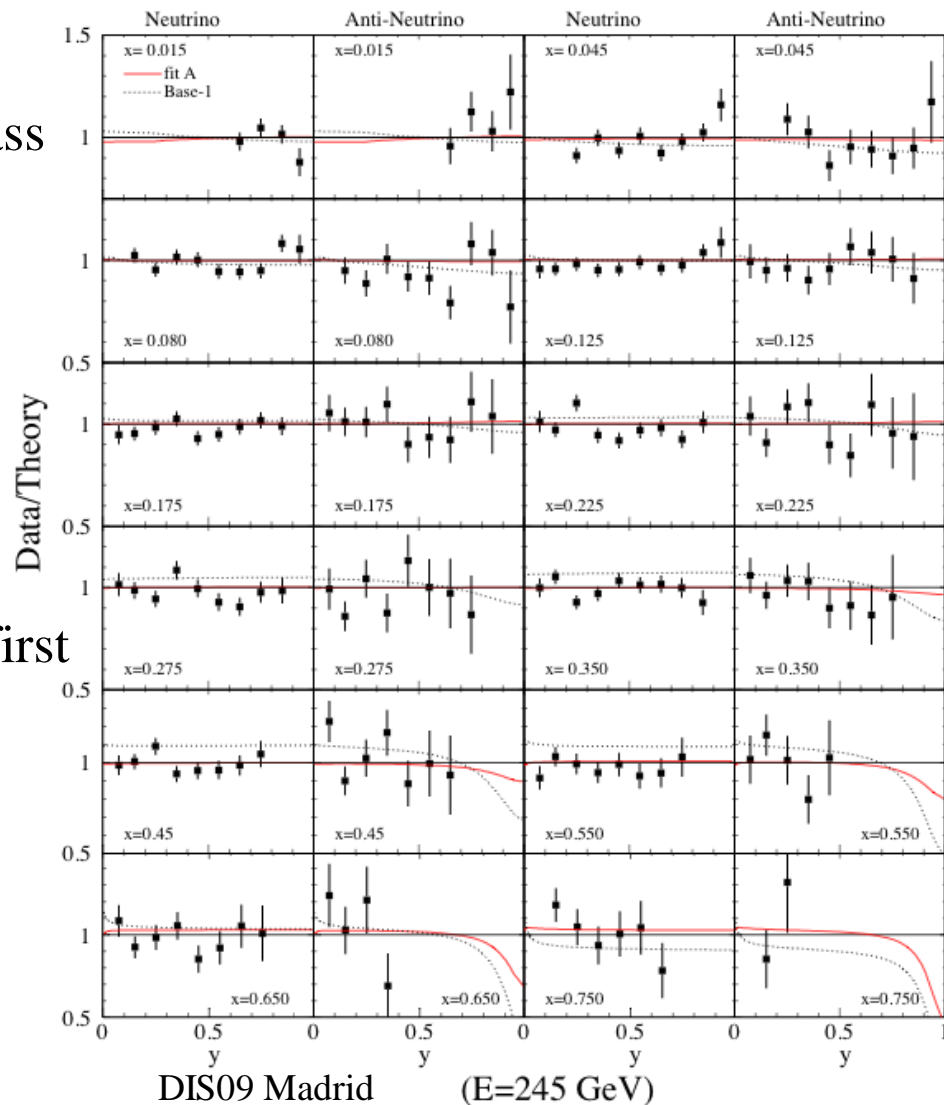 Neutrino Anti-Neutrino Neutrino Anti-Neutrino
1.5
x= 0.015 x=0.015 x= 0.045 x=0.045
fit A
Base-1
ss
1
1
x= 0.080 x=0.080 x=0.125 x=0.125
0.5
Data/Theory
1
x=0.175 x=0.175 x=0.225 x=0.225
0.5
1
irst
x=0.275 x=0.275 x= 0.350 x= 0.350
0.5
1
x=0.45 x=0.45 x=0.550 x=0.550
0.5
1
x=0.650 x=0.650 x=0.750 x=0.750
0.5
0 0.5 0 0.5 0 0.5 0 0.5
y y y y
DIS09 Madrid (E=245 GeV)